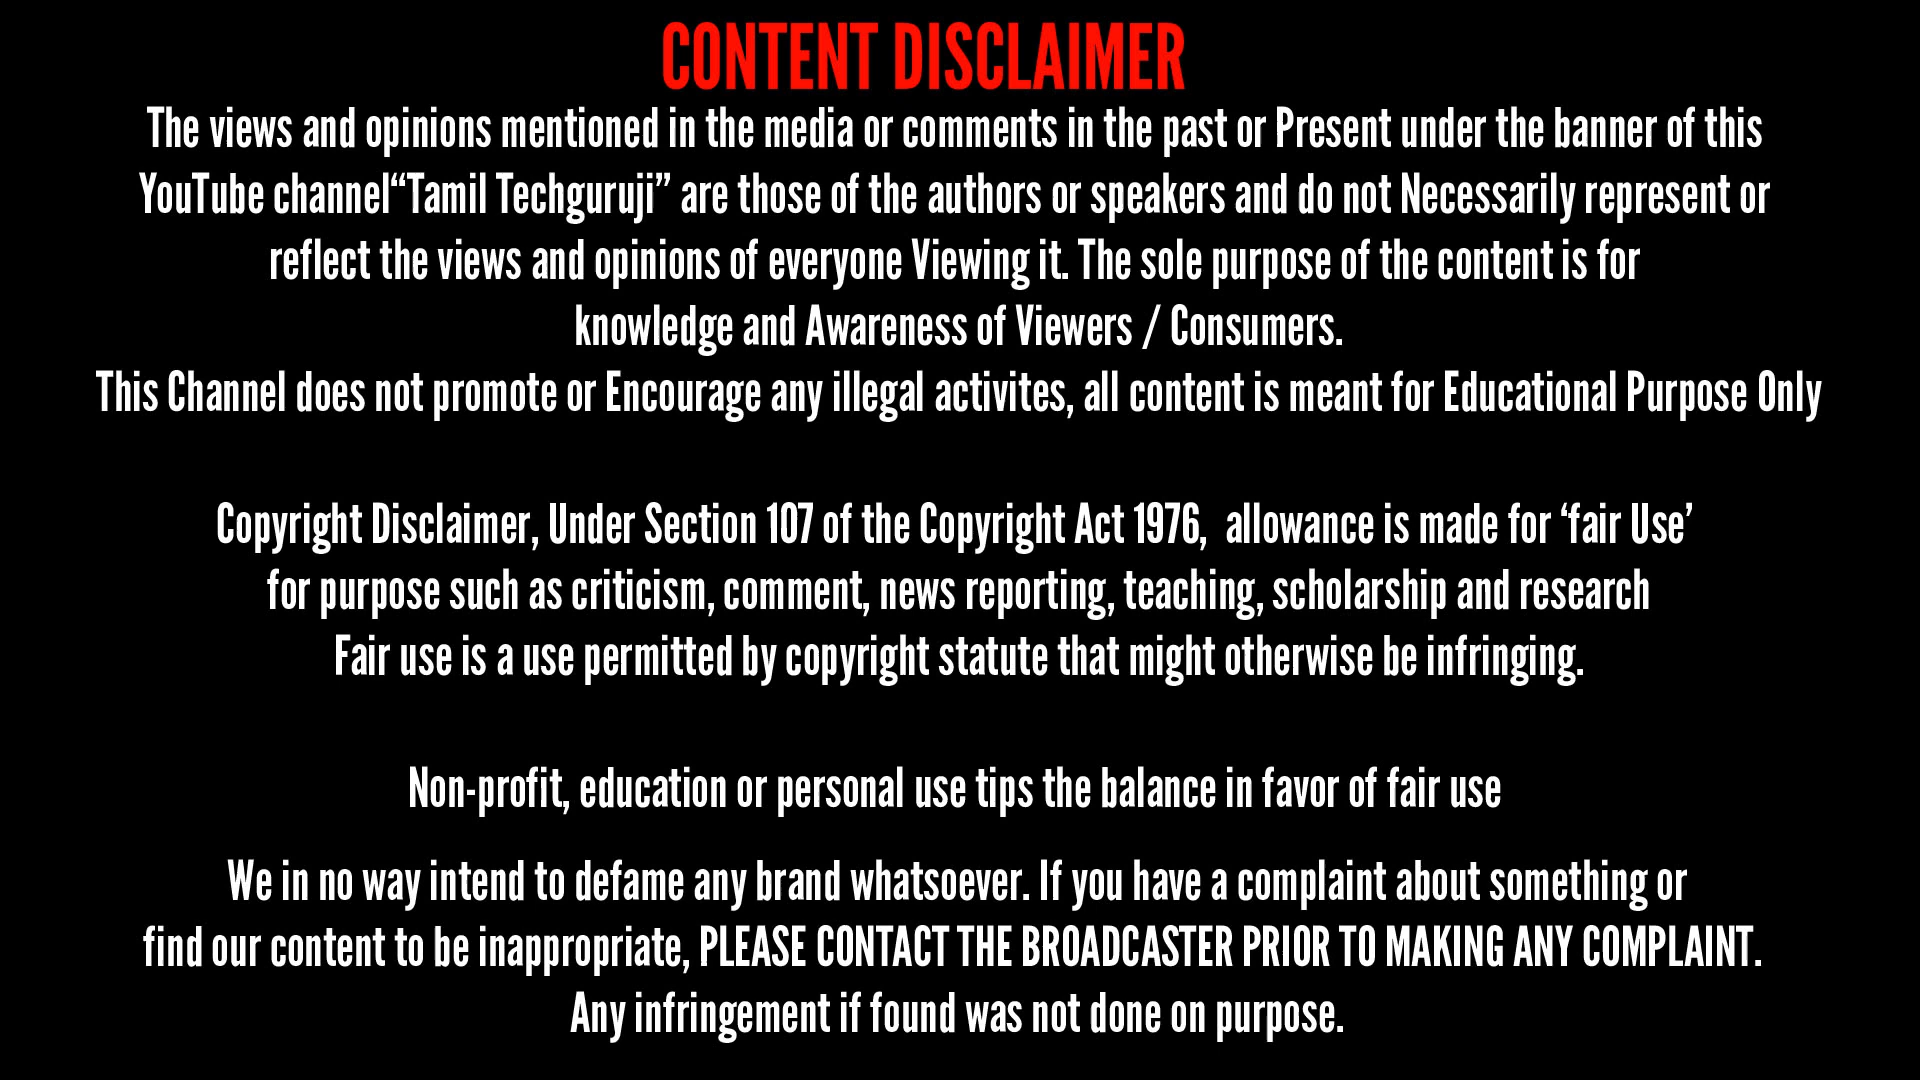 CONTENT DISCLAIMER
The views and opinions mentioned in the media or comments in the past or Present under the banner of this
YouTube channel“Tamil Techguruji” are those of the authors or speakers and do not Necessarily represent or
reflect the views and opinions of everyone Viewing it. The sole purpose of the content is for
knowledge and Awareness of Viewers / Consumers.
This Channel does not promote or Encourage any illegal activites, all content is meant for Educational Purpose Only
Copyright Disclaimer, Under Section 107 of the Copyright Act 1976, allowance is made for ‘fair Use’
for purpose such as criticism, comment, news reporting, teaching, scholarship and research
Fair use is a use permitted by copyright statute that might otherwise be infringing.
Non-profit, education or personal use tips the balance in favor of fair use
We in no way intend to defame any brand whatsoever. If you have a complaint about something or
find our content to be inappropriate, PLEASE CONTACT THE BROADCASTER PRIOR TO MAKING ANY COMPLAINT.
Any infringement if found was not done on purpose.